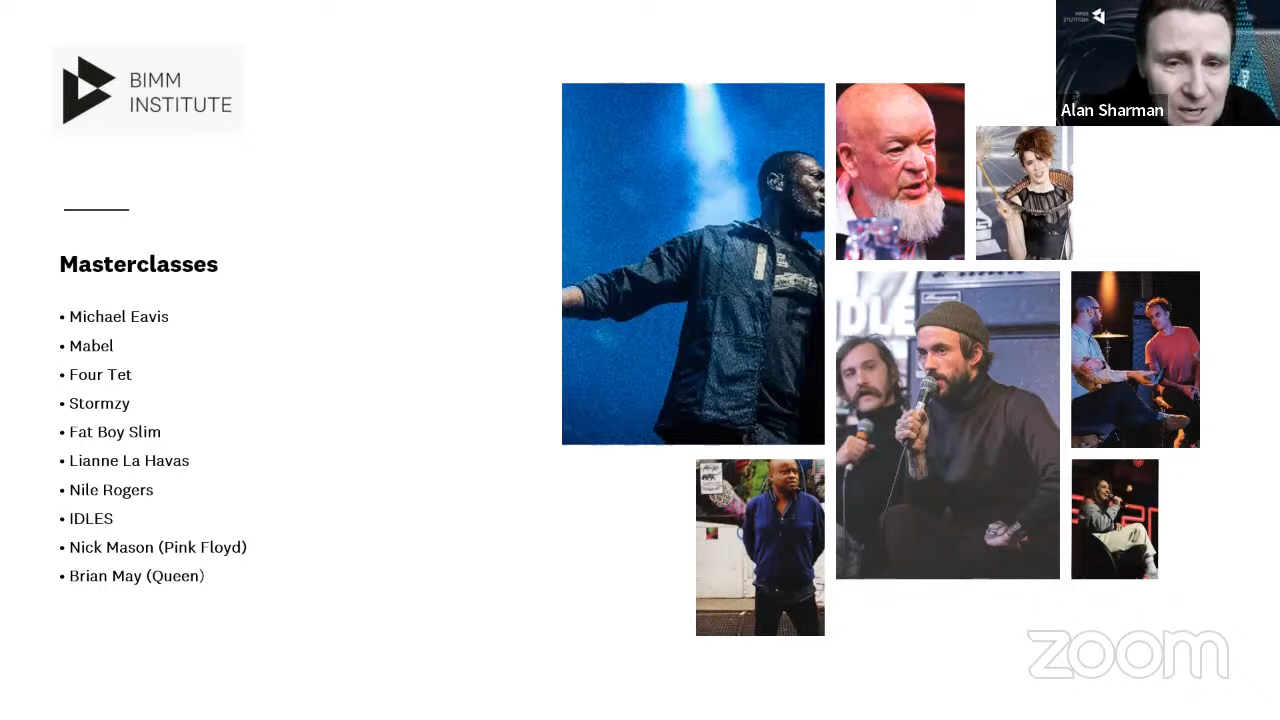 BIMM
INSTITUTE
Masterclasses
• Michael Eavis
• Mabel
• Four Tet
• Stormzy
• Fat Boy Slim
• Lianne La Havas
• Nile Rogers
• IDLES
• Nick Mason (Pink Floyd)
• Brian May (Queen)
IDLE
Alan Sharman
zoom